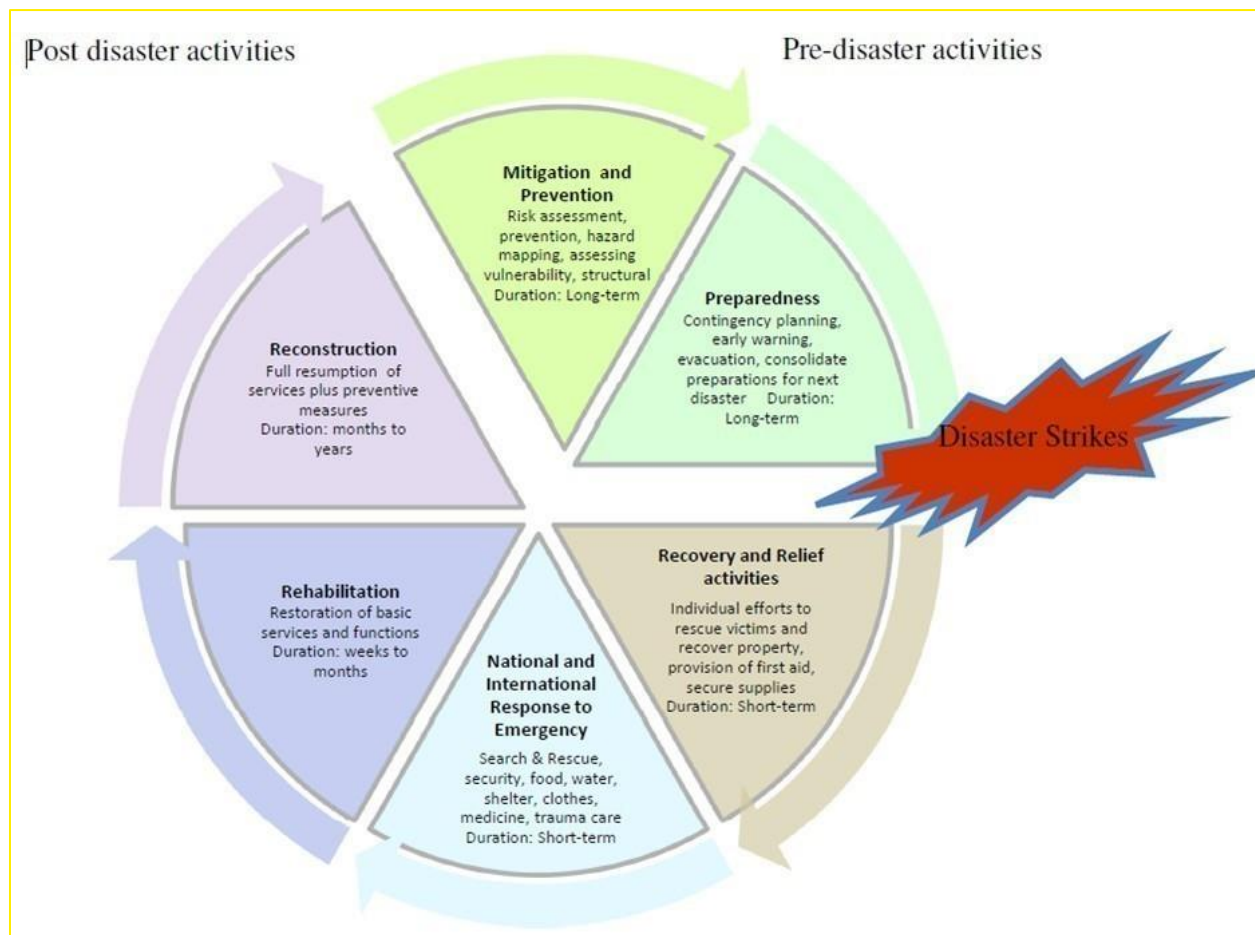 Post disaster activities
Pre-disaster activities
Mitigation and
Prevention
Risk assessment,
prevention, hazard
mapping, assessing
vulnerability, structural
Duration: Long-term
Preparedness
Contingency planning,
early warning,
evacuation, consolidate
preparations for next
disaster Duration:
Long-term
Disaster Strikes
Recovery and Relief
activities
Individual efforts to
rescue victims and
recover property,
provision of first aid,
secure supplies
Duration: Short-term
National and
International
Response to
Emergency
Search & Rescue,
security, food, water,
shelter, clothes,
medicine, trauma care
Duration: Short-term
Rehabilitation
Restoration of basic
services and functions
Duration: weeks to
months
Reconstruction
Full resumption of
services plus preventive
measures
Duration: months to
years